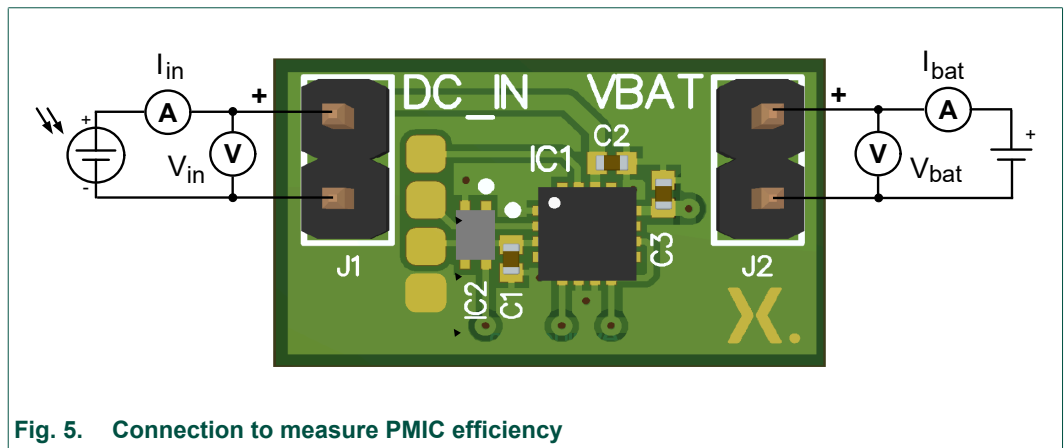 I_in
A
+
+
-
V
V_in
DC_IN
VBAT
C2
IC1
C3
IC2
C1
J1
J2
X.
+
I_bat
A
V
V_bat
+
Fig. 5. Connection to measure PMIC efficiency